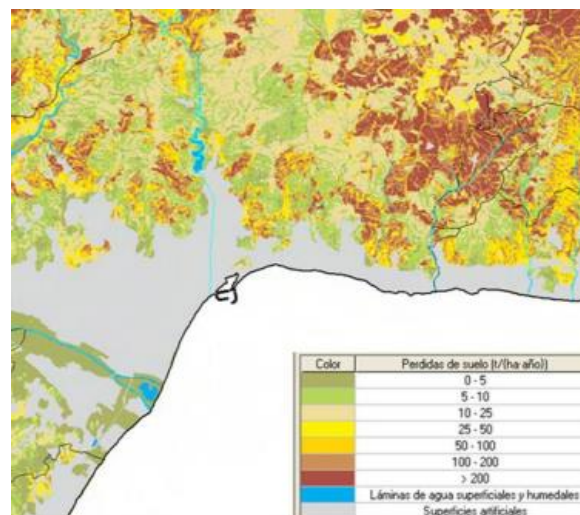 Color Perdidas de suelo (t/(ha·año))
0 - 5
5 - 10
10 - 25
25 - 50
50 - 100
100 - 200
> 200
Láminas de agua superficiales y humedales
Superficies artificiales